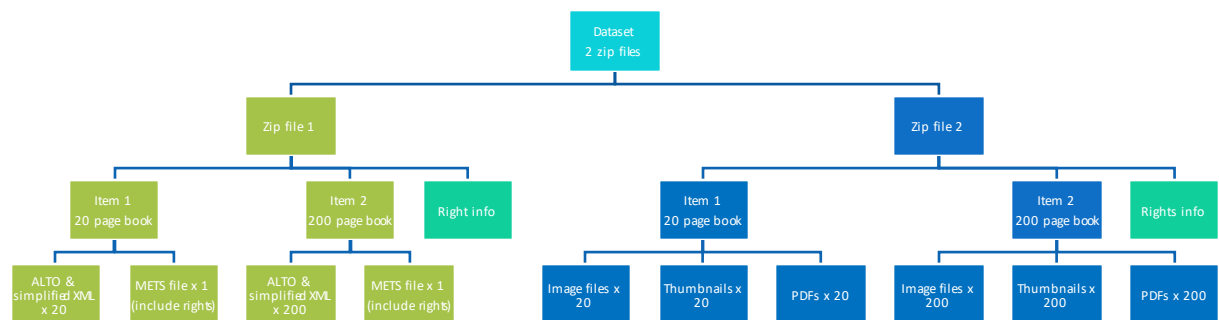 Dataset
2 zip files
Zip file 1
Zip file 2
Item 1
20 page book
Item 2
200 page book
Right info
Item 1
20 page book
Item 2
200 page book
Rights info
ALTO &
simplified XML
x 20
METS file x 1
(include rights)
ALTO &
simplified XML
x 200
METS file x 1
(include rights)
Image files x
20
Thumbnails x
20
PDFs x 20
Image files x
200
Thumbnails x
200
PDFs x 200